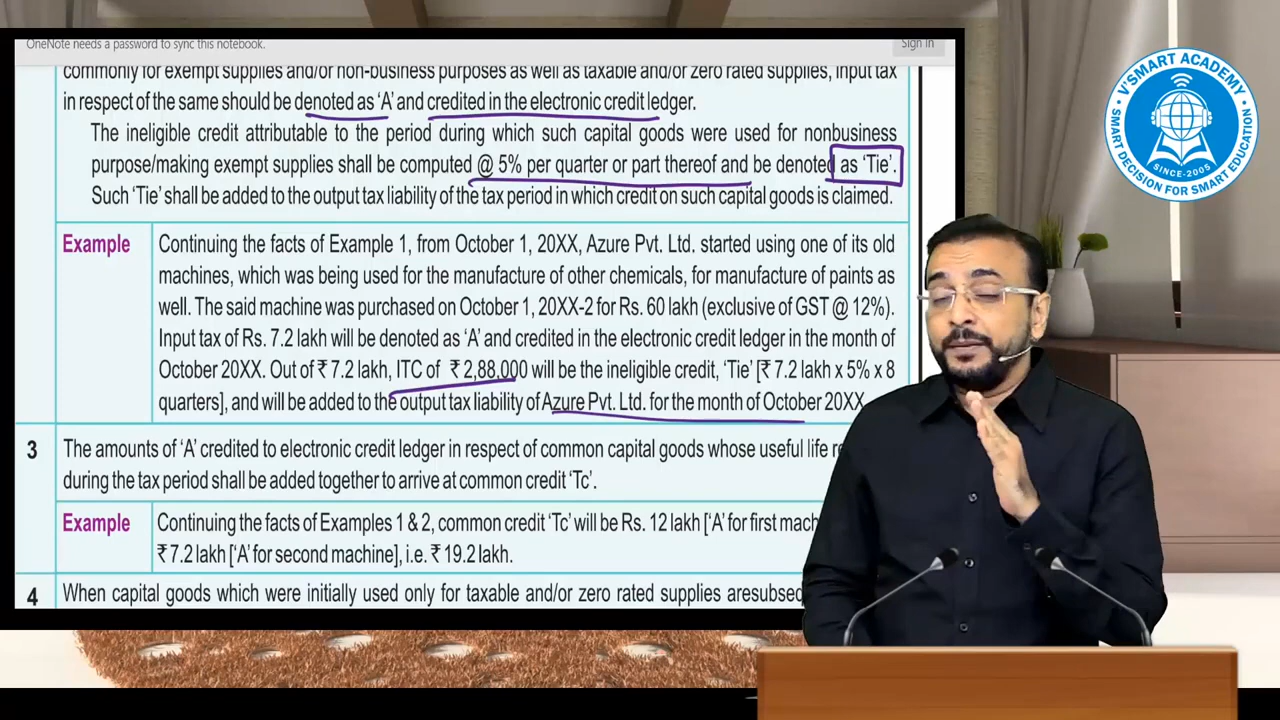 OneNote needs a password to sync this notebook.
Sign In
commonly for exempt supplies and/or non-business purposes as well as taxable and/or zero rated supplies, input tax
in respect of the same should be denoted as ‘A’ and credited in the electronic credit ledger.
The ineligible credit attributable to the period during which such capital goods were used for nonbusiness
purpose/making exempt supplies shall be computed @ 5% per quarter or part thereof and be denoted as ‘Tie’.
Such ‘Tie’ shall be added to the output tax liability of the tax period in which credit on such capital goods is claimed.
Example
Continuing the facts of Example 1, from October 1, 20XX, Azure Pvt. Ltd. started using one of its old
machines, which was being used for the manufacture of other chemicals, for manufacture of paints as
well. The said machine was purchased on October 1, 20XX-2 for Rs. 60 lakh (exclusive of GST @ 12%).
Input tax of Rs. 7.2 lakh will be denoted as ‘A’ and credited in the electronic credit ledger in the month of
October 20XX. Out of ₹ 7.2 lakh, ITC of ₹ 2,88,000 will be the ineligible credit, ‘Tie’ [₹ 7.2 lakh x 5% x 8
quarters], and will be added to the output tax liability of Azure Pvt. Ltd. for the month of October 20XX.
3
The amounts of ‘A’ credited to electronic credit ledger in respect of common capital goods whose useful life
during the tax period shall be added together to arrive at common credit ‘Tc’.
Example
Continuing the facts of Examples 1 & 2, common credit ‘Tc’ will be Rs. 12 lakh [‘A’ for first
₹ 7.2 lakh [‘A’ for second machine], i.e. ₹ 19.2 lakh.
4
When capital goods which were initially used only for taxable and/or zero rated supplies
V'SMART ACADEMY
SINCE-2005
SMART DECISION FOR SMART EDUCATION